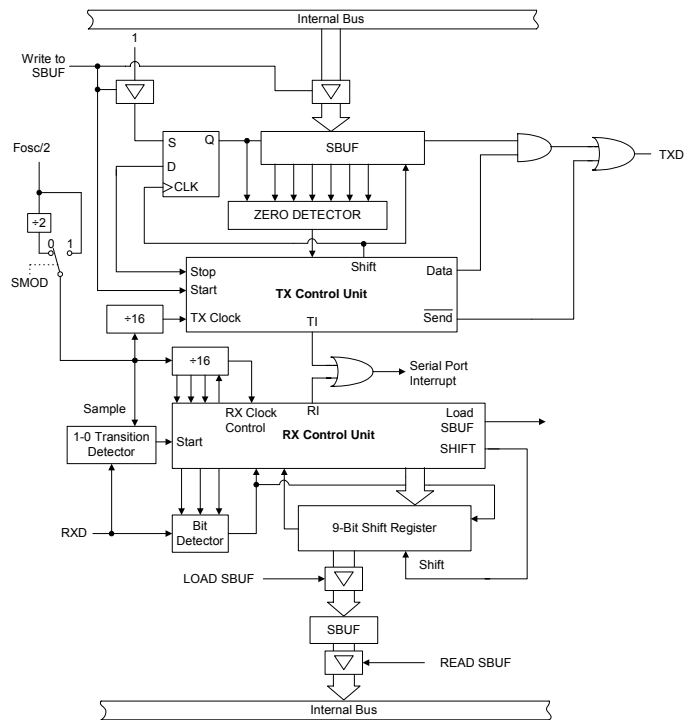 Internal Bus
1
Write to
SBUF
S
Q
D
CLK
SBUF
TXD
Fosc/2
÷2
0
1
SMOD
ZERO DETECTOR
Shift
Data
Stop
Start
TX Control Unit
÷16
TX Clock
TI
Send
÷16
Serial Port
Interrupt
Sample
RX Clock
Control
RI
Load
SBUF
1-0 Transition
Detector
Start
RX Control Unit
SHIFT
RXD
Bit
Detector
9-Bit Shift Register
Shift
LOAD SBUF
SBUF
READ SBUF
Internal Bus